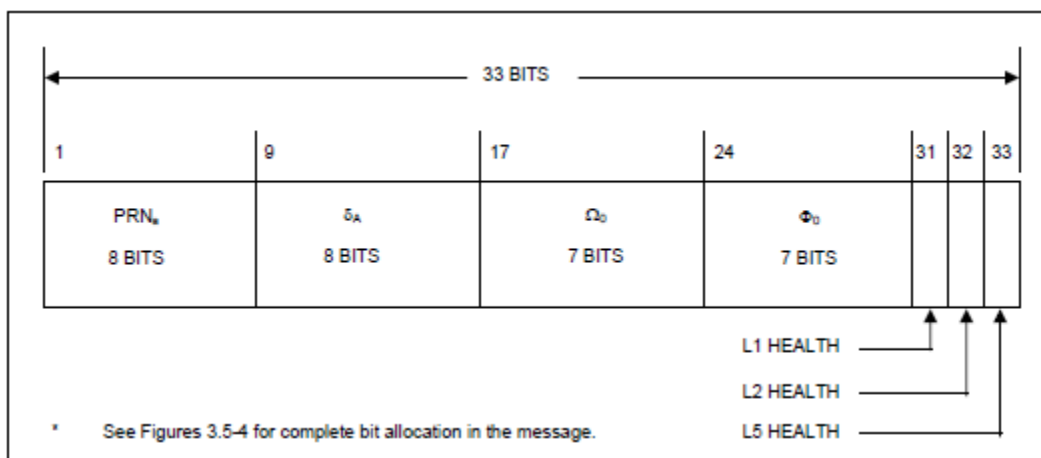 33 BITS
1 9 17 24 31 32 33
PRNₐ δA Ω₀ Φ₀
8 BITS 8 BITS 7 BITS 7 BITS
L1 HEALTH
L2 HEALTH
* See Figures 3.5-4 for complete bit allocation in the message.
L5 HEALTH